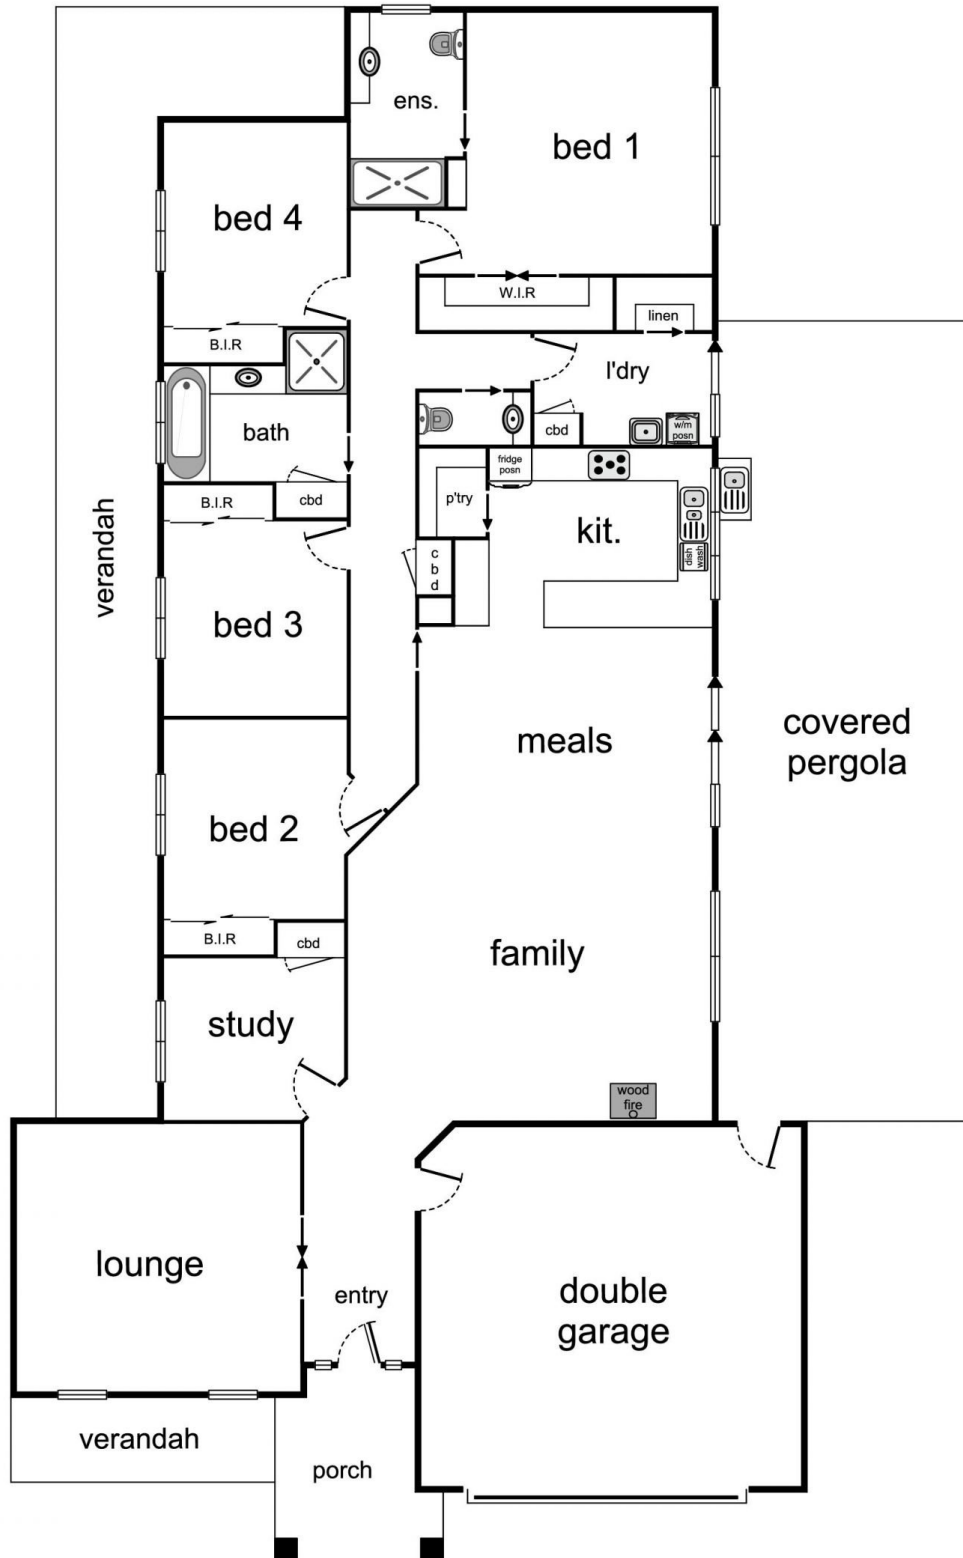 ens.
bed 1
bed 4
W.I.R
linen
B.I.R
l'dry
bath
w/m
posn
cbd
fridge
posn
p'try
B.I.R
cbd
kit.
verandah
c
b
d
dish
wash
bed 3
meals
covered
pergola
bed 2
B.I.R
cbd
family
study
wood
fire
lounge
entry
double
garage
verandah
porch